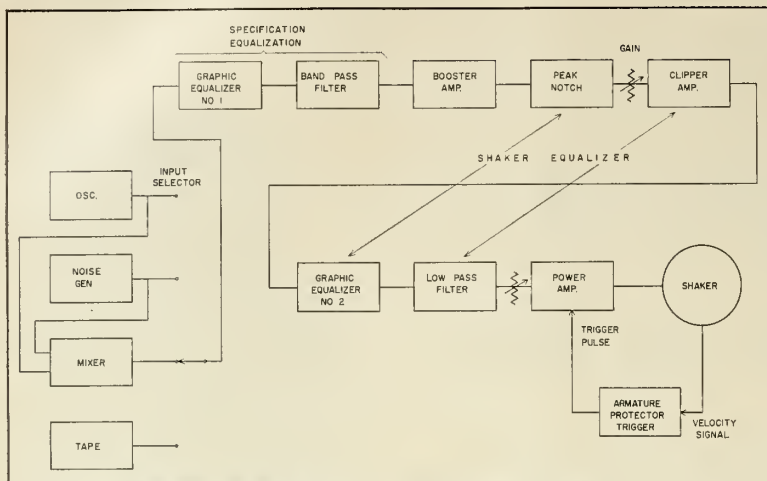 SPECIFICATION
EQUALIZATION
GRAPHIC
EQUALIZER
NO 1
BAND PASS
FILTER
BOOSTER
AMP.
PEAK
NOTCH
GAIN
CLIPPER
AMP.
SHAKER EQUALIZER
INPUT
SELECTOR
OSC.
NOISE
GEN
MIXER
TAPE
GRAPHIC
EQUALIZER
NO 2
LOW PASS
FILTER
POWER
AMP.
SHAKER
TRIGGER
PULSE
ARMATURE
PROTECTOR
TRIGGER
VELOCITY
SIGNAL